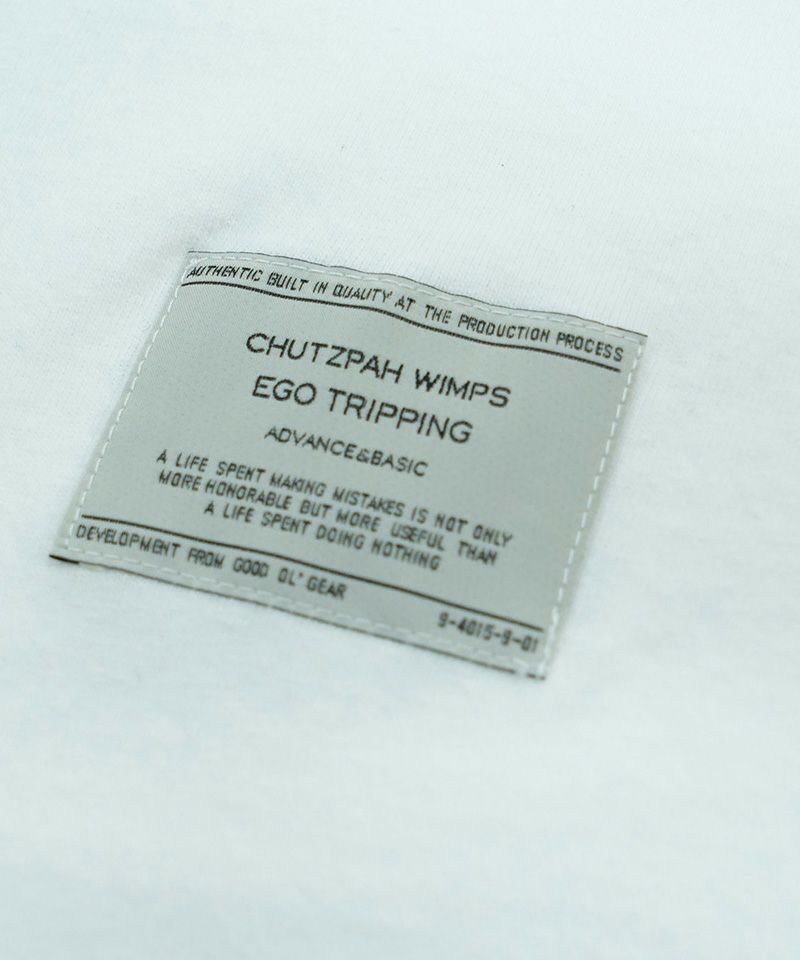 AUTHENTIC BUILT IN QUALITY AT THE PRODUCTION PROCESS
CHUTZPAH WIMPS
EGO TRIPPING
ADVANCE&BASIC
A LIFE SPENT MAKING MISTAKES IS NOT ONLY
MORE HONORABLE BUT MORE USEFUL THAN
A LIFE SPENT DOING NOTHING
DEVELOPMENT FROM GOOD OL' GEAR
9-4015-9-01